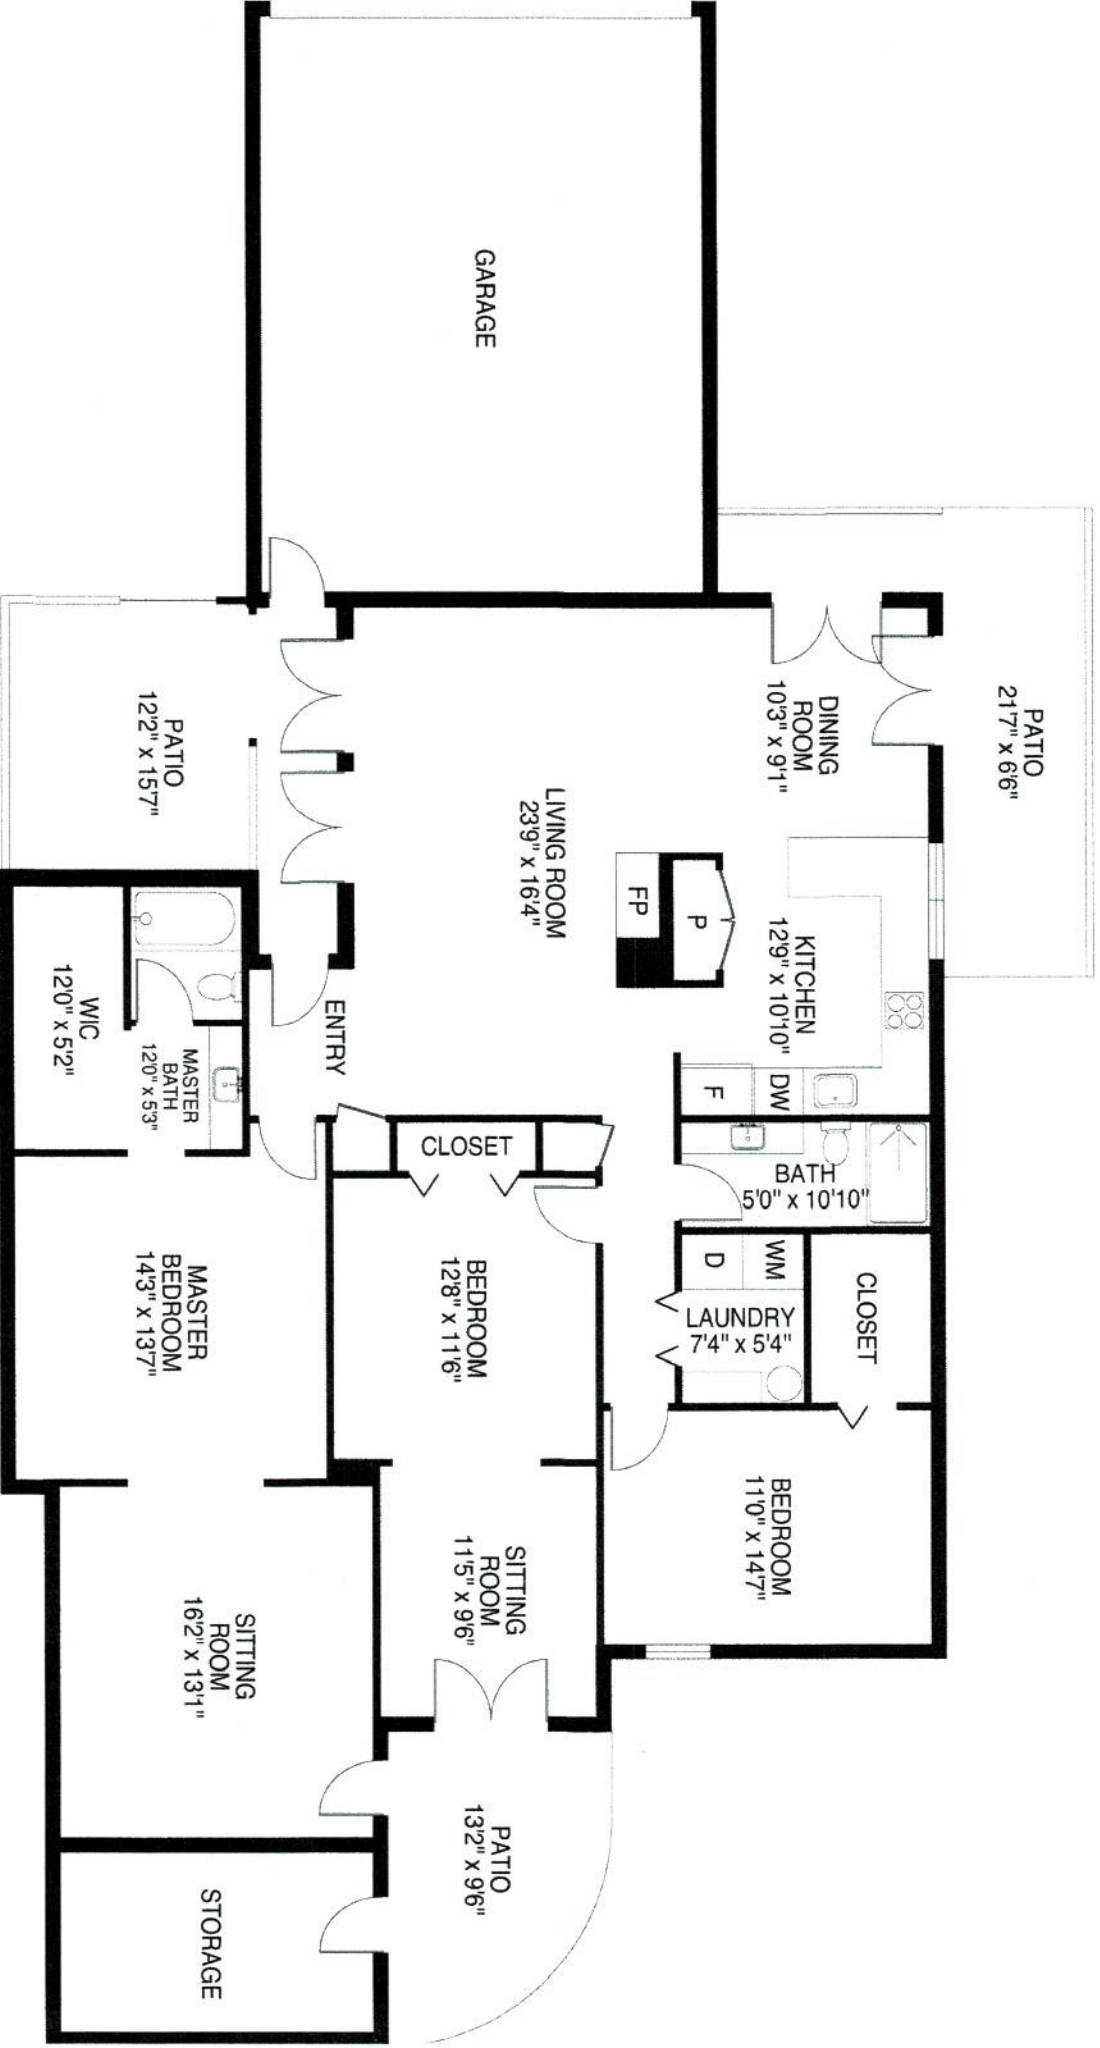 GARAGE
PATIO
21'7" x 6'6"
DINING
ROOM
10'3" x 9'1"
PATIO
12'2" x 15'7"
LIVING ROOM
23'9" x 16'4"
FP
P
KITCHEN
12'9" x 10'10"
ENTRY
WIC
12'0" x 5'2"
MASTER
BATH
12'0" x 5'3"
F
DW
CLOSET
BATH
5'0" x 10'10"
D
WM
LAUNDRY
7'4" x 5'4"
CLOSET
MASTER
BEDROOM
14'3" x 13'7"
BEDROOM
12'8" x 11'6"
BEDROOM
11'0" x 14'7"
SITTING
ROOM
11'5" x 9'6"
SITTING
ROOM
16'2" x 13'1"
PATIO
13'2" x 9'6"
STORAGE